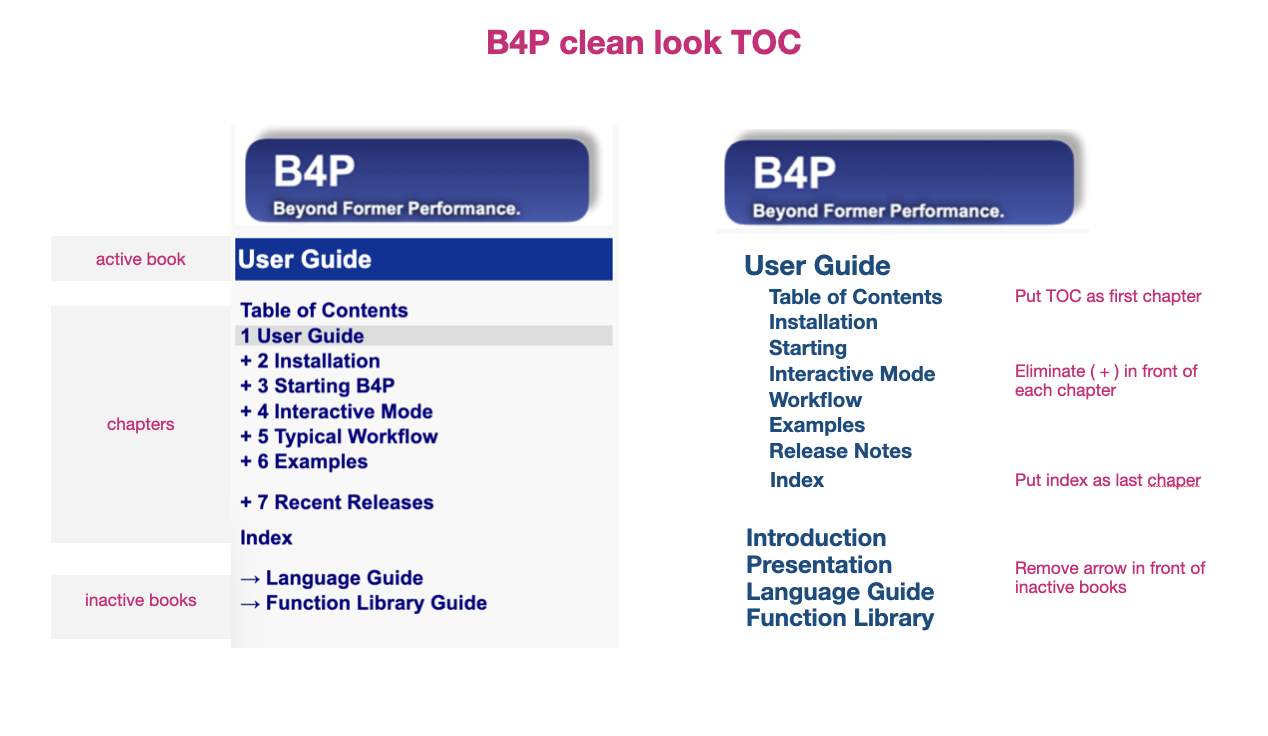 B4P clean look TOC
B4P
Beyond Former Performance.
active book
User Guide
chapters
Table of Contents
1 User Guide
+ 2 Installation
+ 3 Starting B4P
+ 4 Interactive Mode
+ 5 Typical Workflow
+ 6 Examples
+ 7 Recent Releases
Index
inactive books
→ Language Guide
→ Function Library Guide
B4P
Beyond Former Performance.
User Guide
Table of Contents
Installation
Starting
Interactive Mode
Workflow
Examples
Release Notes
Index
Introduction
Presentation
Language Guide
Function Library
Put TOC as first chapter
Eliminate ( + ) in front of
each chapter
Put index as last chaper
Remove arrow in front of
inactive books